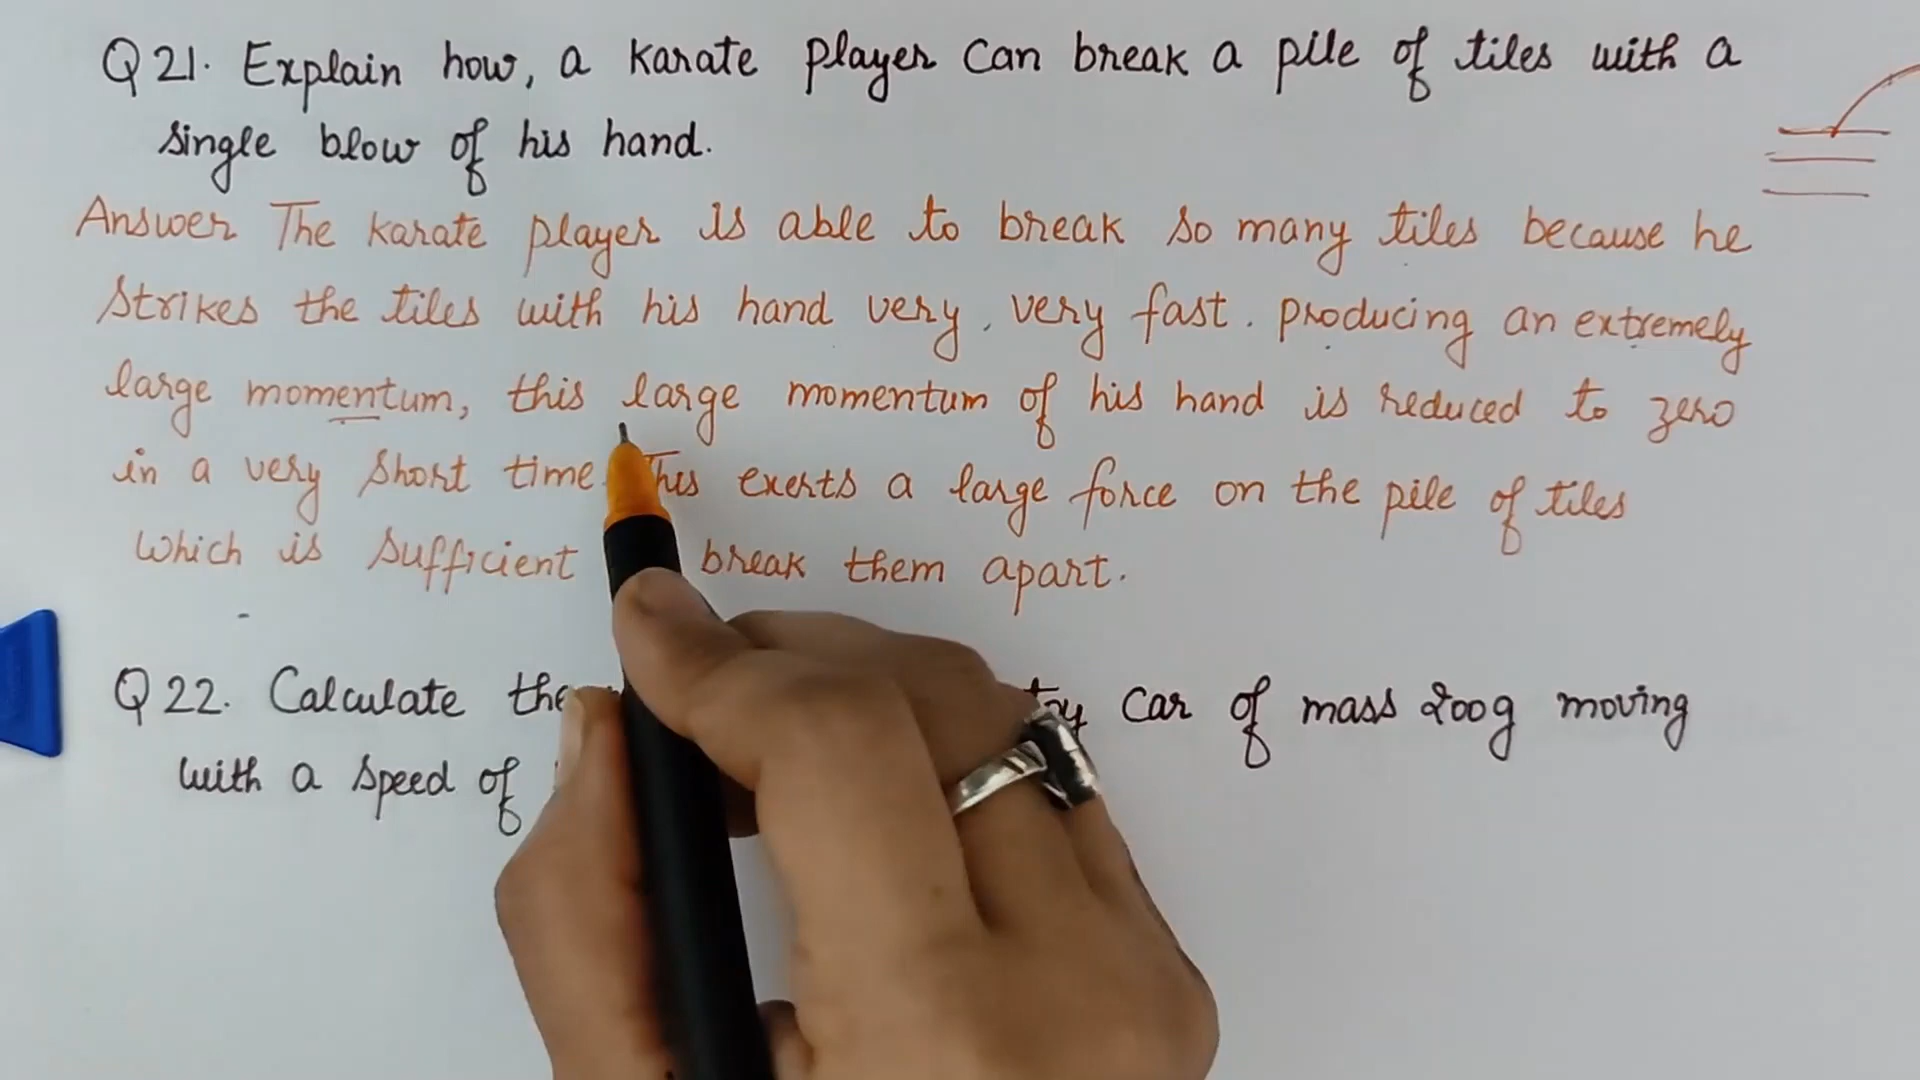 Q21. Explain how, a karate player can break a pile of tiles with a
single blow of his hand.
Answer The karate player is able to break so many tiles because he
strikes the tiles with his hand very, very fast. producing an extremely
large momentum, this large momentum of his hand is reduced to zero
in a very short time. This exerts a large force on the pile of tiles
which is sufficient break them apart.
Q22. Calculate the toy car of mass 200g moving
with a speed of